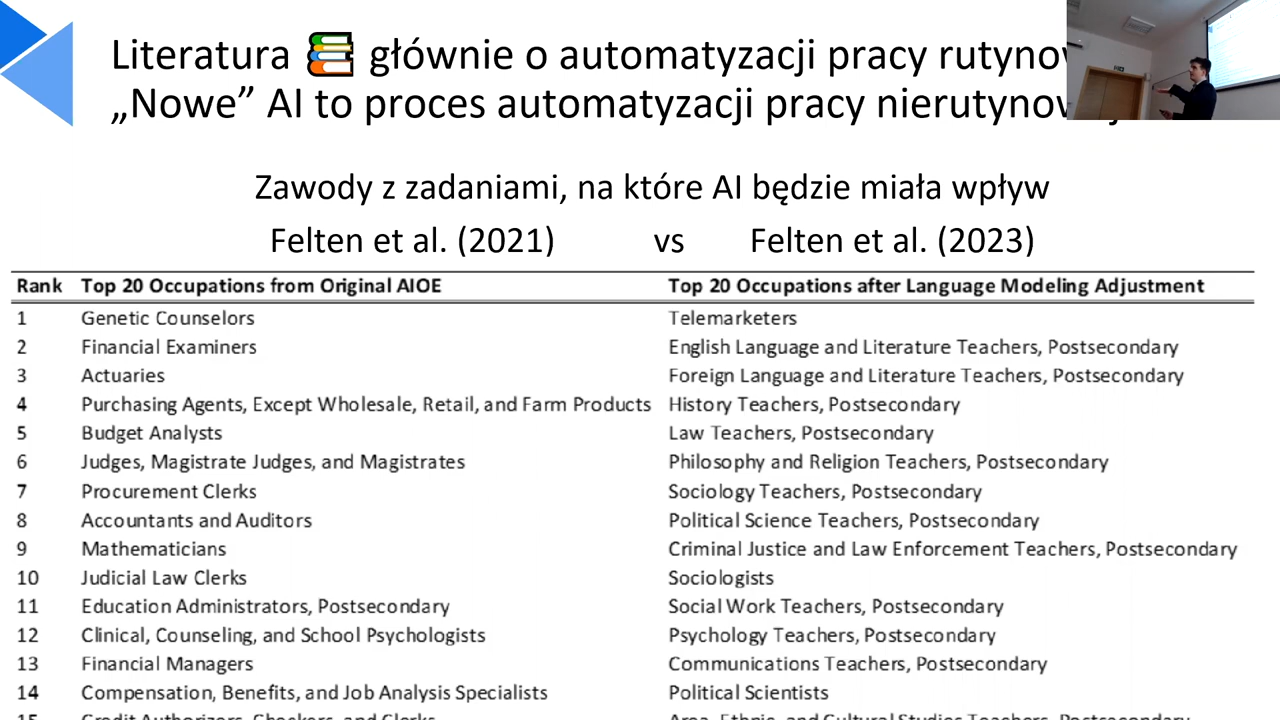 Literatura głównie o automatyzacji pracy
„Nowe” AI to proces automatyzacji pracy
Zawody z zadaniami, na które AI będzie miała wpływ
Felten et al. (2021) vs Felten et al. (2023)
Rank Top 20 Occupations from Original AIOE Top 20 Occupations after Language Modeling Adjustment
1 Genetic Counselors Telemarketers
2 Financial Examiners English Language and Literature Teachers, Postsecondary
3 Actuaries Foreign Language and Literature Teachers, Postsecondary
4 Purchasing Agents, Except Wholesale, Retail, and Farm Products History Teachers, Postsecondary
5 Budget Analysts Law Teachers, Postsecondary
6 Judges, Magistrate Judges, and Magistrates Philosophy and Religion Teachers, Postsecondary
7 Procurement Clerks Sociology Teachers, Postsecondary
8 Accountants and Auditors Political Science Teachers, Postsecondary
9 Mathematicians Criminal Justice and Law Enforcement Teachers, Postsecondary
10 Judicial Law Clerks Sociologists
11 Education Administrators, Postsecondary Social Work Teachers, Postsecondary
12 Clinical, Counseling, and School Psychologists Psychology Teachers, Postsecondary
13 Financial Managers Communications Teachers, Postsecondary
14 Compensation, Benefits, and Job Analysis Specialists Political Scientists